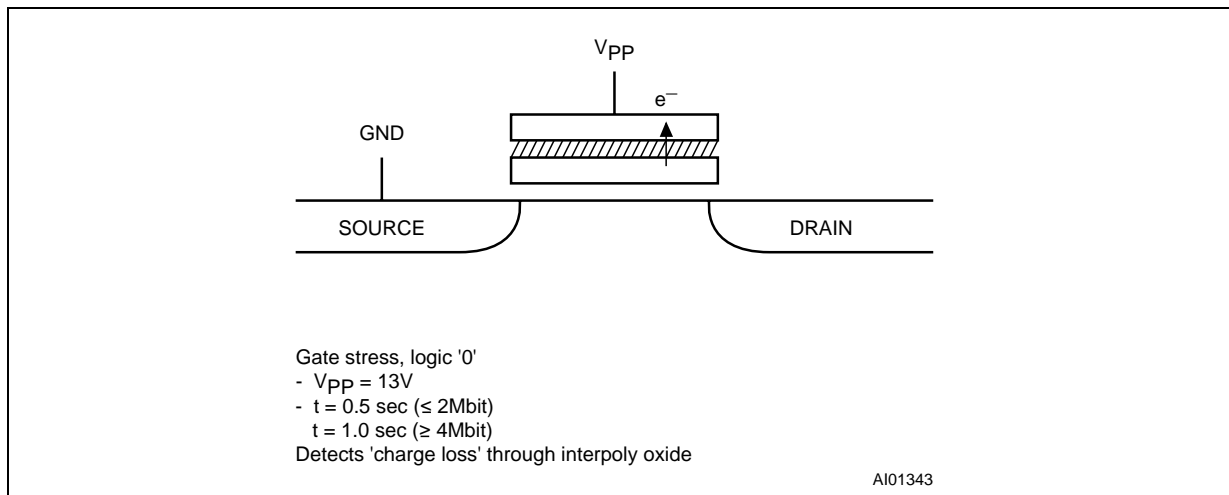 VPP
e–
GND
SOURCE
DRAIN
Gate stress, logic '0'
- VPP = 13V
- t = 0.5 sec (≤ 2Mbit)
t = 1.0 sec (≥ 4Mbit)
Detects 'charge loss' through interpoly oxide
AI01343